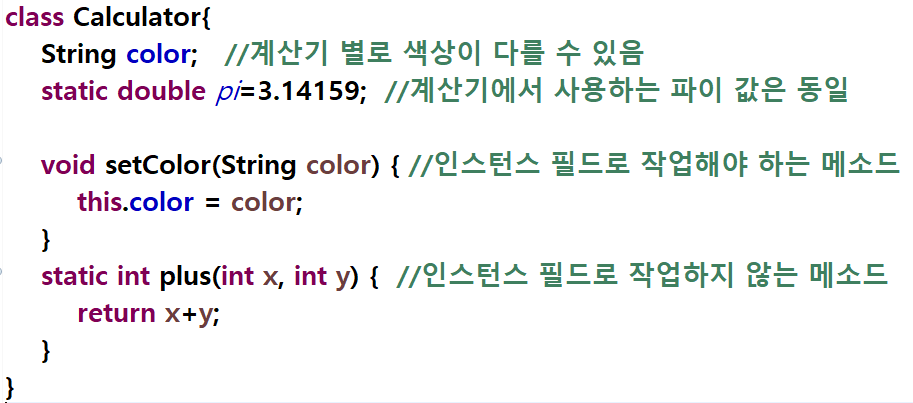 class Calculator{
String color; //계산기 별로 색상이 다를 수 있음
static double pi=3.14159; //계산기에서 사용하는 파이 값은 동일
void setColor(String color) { //인스턴스 필드로 작업해야 하는 메소드
this.color = color;
}
static int plus(int x, int y) { //인스턴스 필드로 작업하지 않는 메소드
return x+y;
}
}